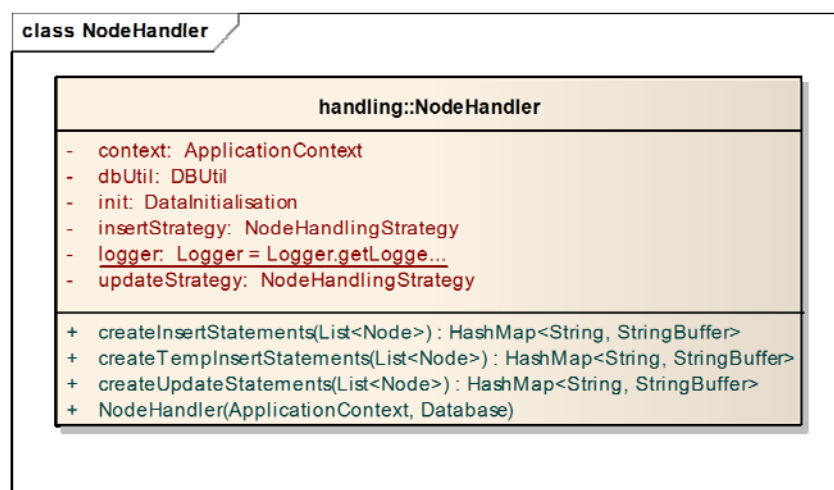 class NodeHandler
handling::NodeHandler
- context: ApplicationContext
- dbUtil: DBUtil
- init: DataInitialisation
- insertStrategy: NodeHandlingStrategy
- logger: Logger = Logger.getLogge...
- updateStrategy: NodeHandlingStrategy
+ createInsertStatements(List<Node>) : HashMap<String, StringBuffer>
+ createTempInsertStatements(List<Node>) : HashMap<String, StringBuffer>
+ createUpdateStatements(List<Node>) : HashMap<String, StringBuffer>
+ NodeHandler(ApplicationContext, Database)